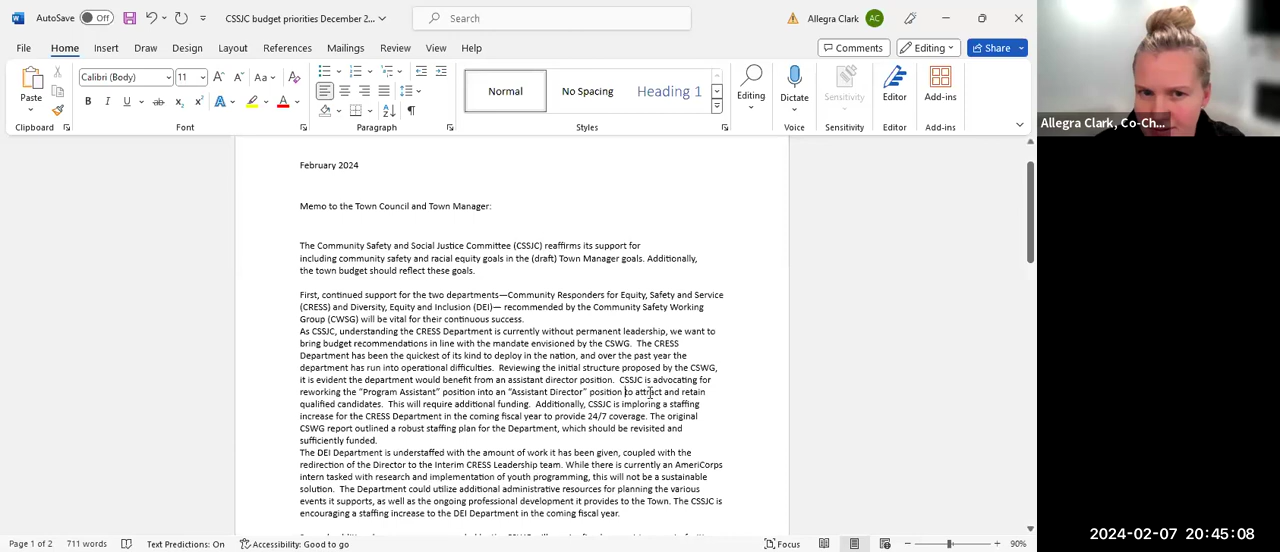 AutoSave Off CSSJC budget priorities December 2... Search Allegra Clark AC
File Home Insert Draw Design Layout References Mailings Review View Help Comments Editing Share
Paste Calibri (Body) 11 Aa Normal No Spacing Heading 1 Editing Dictate Sensitivity Editor Add-ins
B I U ab x₂ x² A A
Clipboard Font Paragraph Styles Voice Sensitivity Editor Add-ins
Allegra Clark, Co-Ch...
February 2024
Memo to the Town Council and Town Manager:
The Community Safety and Social Justice Committee (CSSJC) reaffirms its support for
including community safety and racial equity goals in the (draft) Town Manager goals. Additionally,
the town budget should reflect these goals.
First, continued support for the two departments—Community Responders for Equity, Safety and Service
(CRESS) and Diversity, Equity and Inclusion (DEI)— recommended by the Community Safety Working
Group (CWSG) will be vital for their continuous success.
As CSSJC, understanding the CRESS Department is currently without permanent leadership, we want to
bring budget recommendations in line with the mandate envisioned by the CSWG. The CRESS
Department has been the quickest of its kind to deploy in the nation, and over the past year the
department has run into operational difficulties. Reviewing the initial structure proposed by the CSWG,
it is evident the department would benefit from an assistant director position. CSSJC is advocating for
reworking the “Program Assistant” position into an “Assistant Director” position to attract and retain
qualified candidates. This will require additional funding. Additionally, CSSJC is imploring a staffing
increase for the CRESS Department in the coming fiscal year to provide 24/7 coverage. The original
CSWG report outlined a robust staffing plan for the Department, which should be revisited and
sufficiently funded.
The DEI Department is understaffed with the amount of work it has been given, coupled with the
redirection of the Director to the Interim CRESS Leadership team. While there is currently an AmeriCorps
intern tasked with research and implementation of youth programming, this will not be a sustainable
solution. The Department could utilize additional administrative resources for planning the various
events it supports, as well as the ongoing professional development it provides to the Town. The CSSJC is
encouraging a staffing increase to the DEI Department in the coming fiscal year.
Page 1 of 2 711 words Text Predictions: On Accessibility: Good to go Focus 90%
2024-02-07 20:45:08